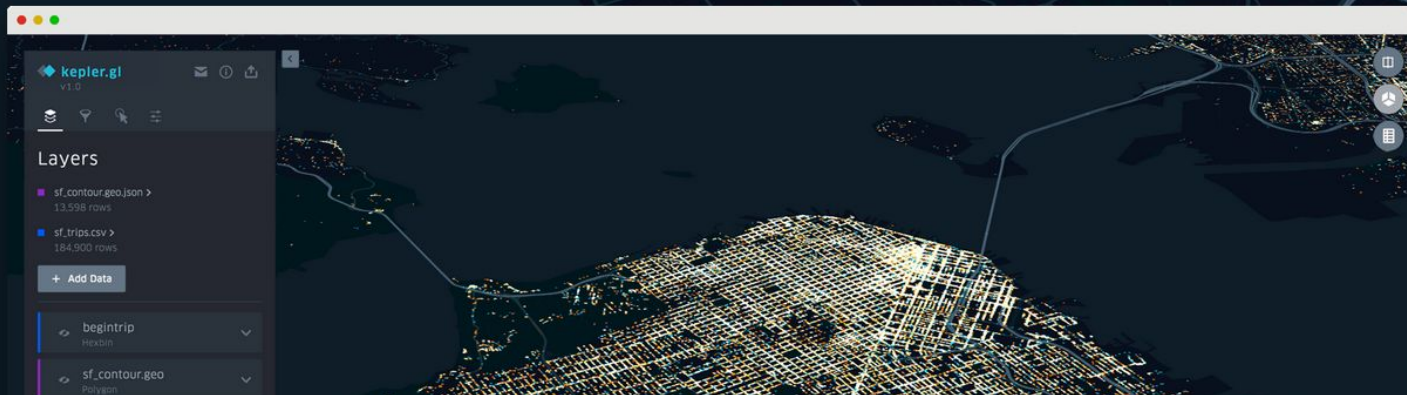 kepler.gl
v1.0
Layers
sf_contour.geo.json >
13,598 rows
sf_trips.csv >
184,900 rows
+ Add Data
begintrip
Hexbin
sf_contour.geo
Polygon